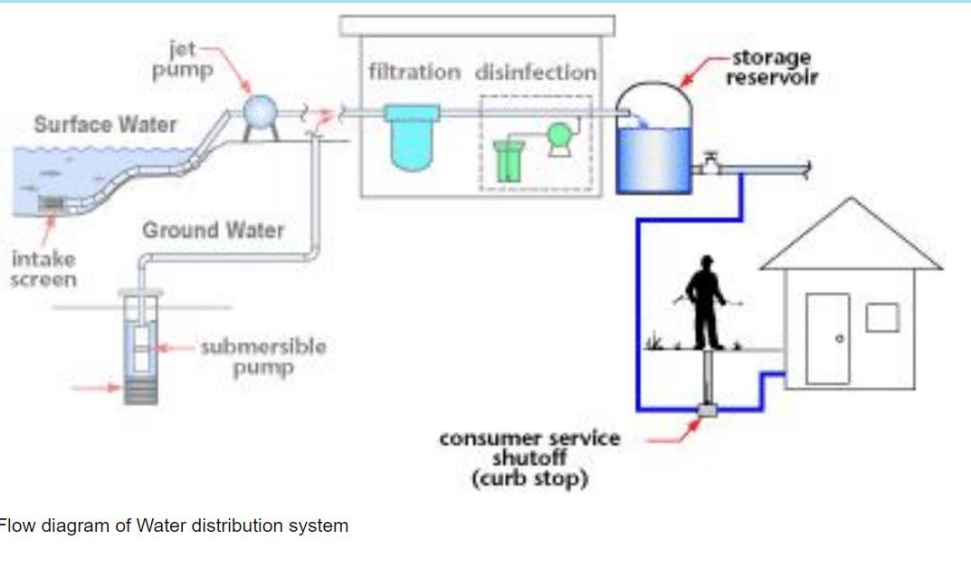 jet
pump
filtration disinfection
storage
reservoir
Surface Water
Ground Water
intake
screen
submersible
pump
consumer service
shutoff
(curb stop)
Flow diagram of Water distribution system